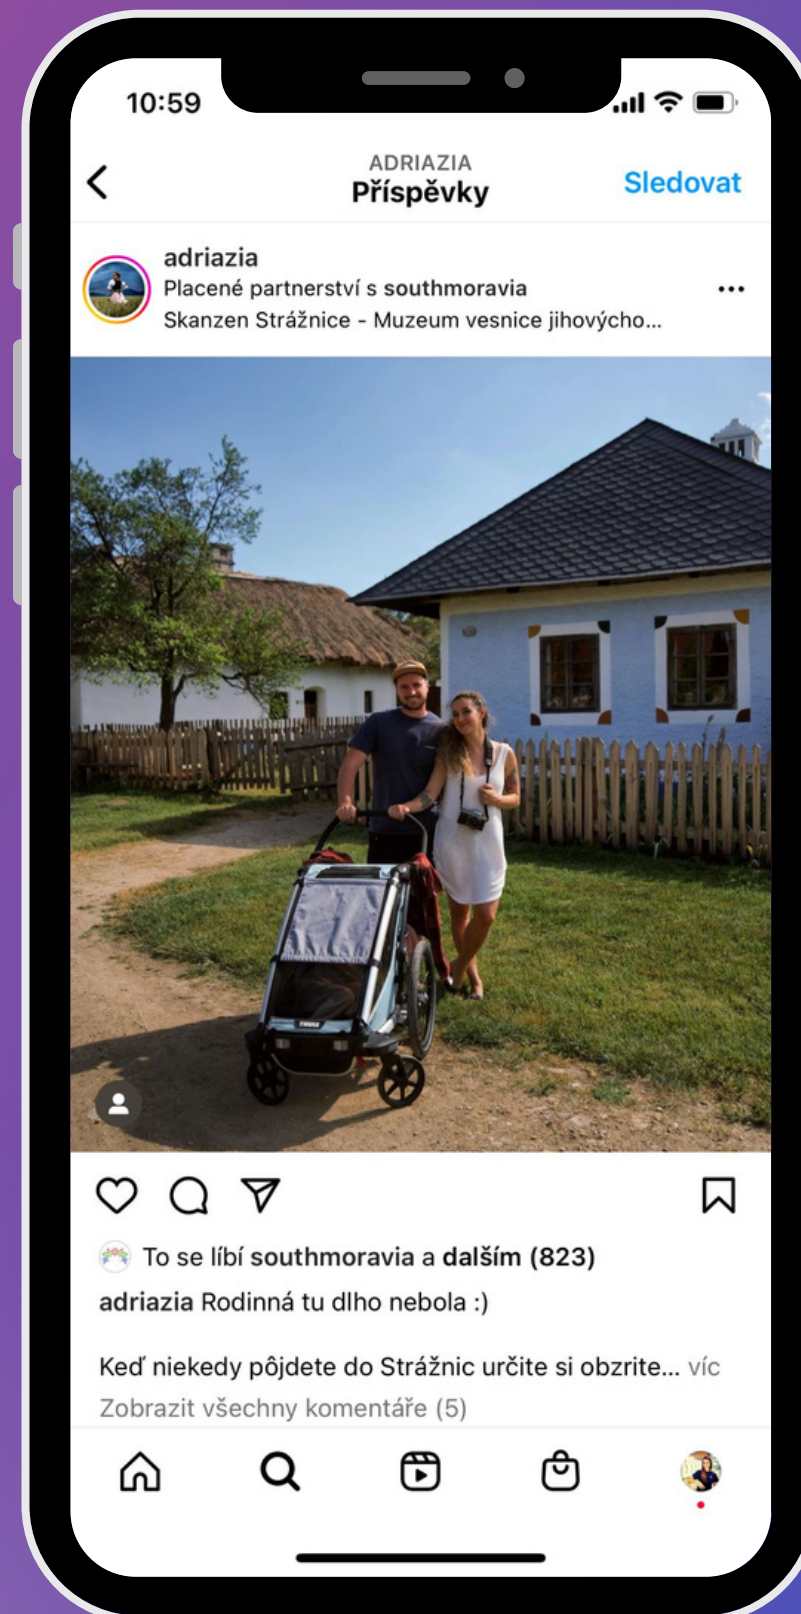 10:59
ADRIAZIA
Příspěvky
Sledovat
adriazia
Placené partnerství s southmoravia
Skanzen Strážnice - Muzeum vesnice jihovýcho...
THULE
To se líbí southmoravia a dalším (823)
adriazia Rodinná tu dlho nebola :)
Keď niekedy pôjdete do Strážnic určite si obzrite... víc
Zobrazit všechny komentáře (5)